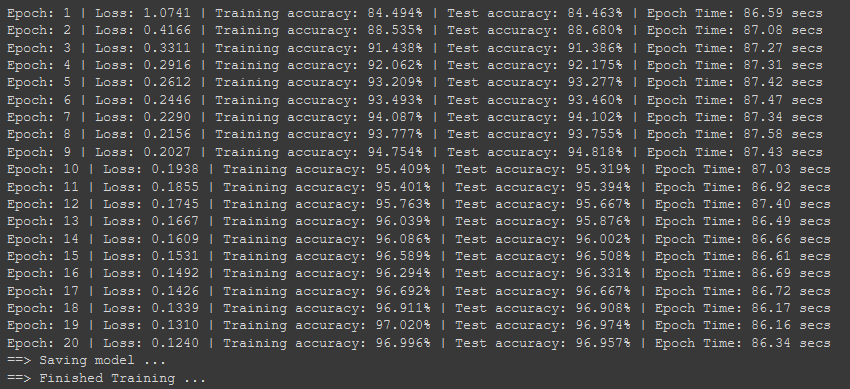 Epoch: 1 | Loss: 1.0741 | Training accuracy: 84.494% | Test accuracy: 84.463% | Epoch Time: 86.59 secs
Epoch: 2 | Loss: 0.4166 | Training accuracy: 88.535% | Test accuracy: 88.680% | Epoch Time: 87.08 secs
Epoch: 3 | Loss: 0.3311 | Training accuracy: 91.438% | Test accuracy: 91.386% | Epoch Time: 87.27 secs
Epoch: 4 | Loss: 0.2916 | Training accuracy: 92.062% | Test accuracy: 92.175% | Epoch Time: 87.31 secs
Epoch: 5 | Loss: 0.2612 | Training accuracy: 93.209% | Test accuracy: 93.277% | Epoch Time: 87.42 secs
Epoch: 6 | Loss: 0.2446 | Training accuracy: 93.493% | Test accuracy: 93.460% | Epoch Time: 87.47 secs
Epoch: 7 | Loss: 0.2290 | Training accuracy: 94.087% | Test accuracy: 94.102% | Epoch Time: 87.34 secs
Epoch: 8 | Loss: 0.2156 | Training accuracy: 93.777% | Test accuracy: 93.755% | Epoch Time: 87.58 secs
Epoch: 9 | Loss: 0.2027 | Training accuracy: 94.754% | Test accuracy: 94.818% | Epoch Time: 87.43 secs
Epoch: 10 | Loss: 0.1938 | Training accuracy: 95.409% | Test accuracy: 95.319% | Epoch Time: 87.03 secs
Epoch: 11 | Loss: 0.1855 | Training accuracy: 95.401% | Test accuracy: 95.394% | Epoch Time: 86.92 secs
Epoch: 12 | Loss: 0.1745 | Training accuracy: 95.763% | Test accuracy: 95.667% | Epoch Time: 87.40 secs
Epoch: 13 | Loss: 0.1667 | Training accuracy: 96.039% | Test accuracy: 95.876% | Epoch Time: 86.49 secs
Epoch: 14 | Loss: 0.1609 | Training accuracy: 96.086% | Test accuracy: 96.002% | Epoch Time: 86.66 secs
Epoch: 15 | Loss: 0.1531 | Training accuracy: 96.589% | Test accuracy: 96.508% | Epoch Time: 86.61 secs
Epoch: 16 | Loss: 0.1492 | Training accuracy: 96.294% | Test accuracy: 96.331% | Epoch Time: 86.69 secs
Epoch: 17 | Loss: 0.1426 | Training accuracy: 96.692% | Test accuracy: 96.667% | Epoch Time: 86.72 secs
Epoch: 18 | Loss: 0.1339 | Training accuracy: 96.911% | Test accuracy: 96.908% | Epoch Time: 86.17 secs
Epoch: 19 | Loss: 0.1310 | Training accuracy: 97.020% | Test accuracy: 96.974% | Epoch Time: 86.16 secs
Epoch: 20 | Loss: 0.1240 | Training accuracy: 96.996% | Test accuracy: 96.957% | Epoch Time: 86.34 secs
==> Saving model ...
==> Finished Training ...